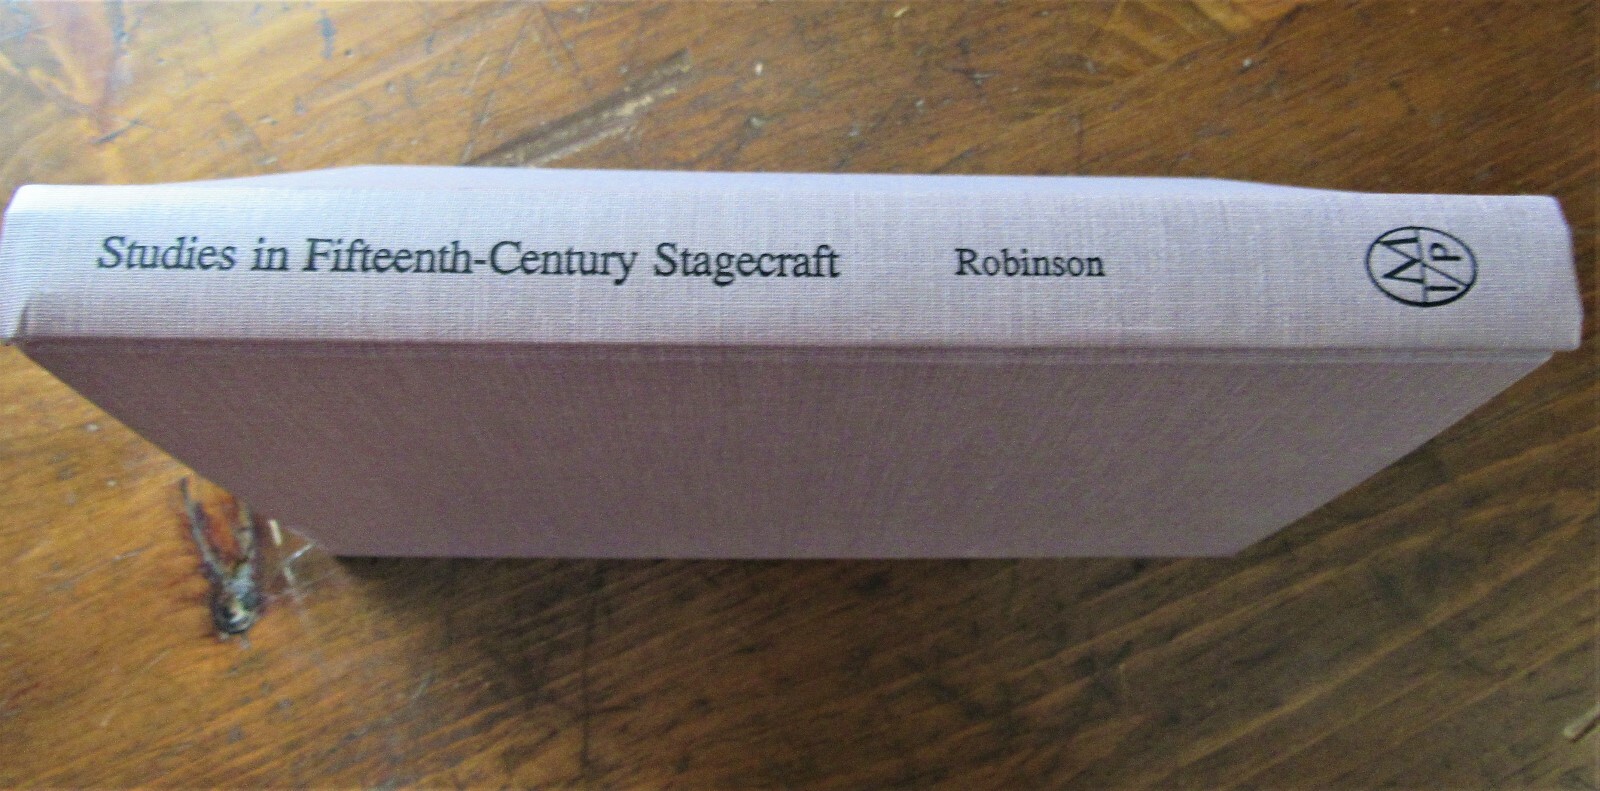 Studies in Fifteenth-Century Stagecraft
Robinson
MIP